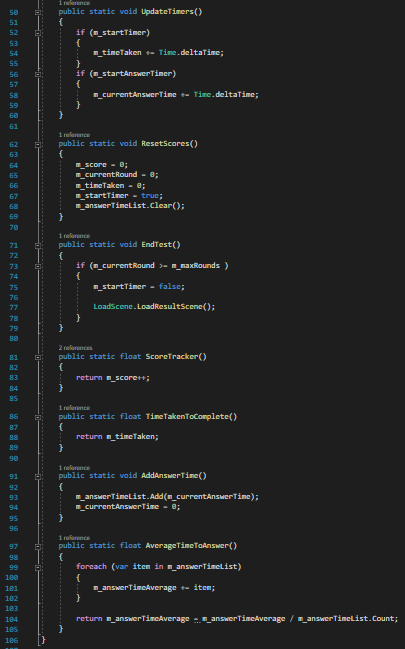 1 reference
50 public static void UpdateTimers()
51 {
52 if (m_startTimer)
53 {
54 m_timeTaken += Time.deltaTime;
55 }
56 if (m_startAnswerTimer)
57 {
58 m_currentAnswerTime += Time.deltaTime;
59 }
60 }
61
1 reference
62 public static void ResetScores()
63 {
64 m_score = 0;
65 m_currentRound = 0;
66 m_timeTaken = 0;
67 m_startTimer = true;
68 m_answerTimeList.Clear();
69 }
70
1 reference
71 public static void EndTest()
72 {
73 if (m_currentRound >= m_maxRounds )
74 {
75 m_startTimer = false;
76
77 LoadScene.LoadResultScene();
78 }
79 }
80
2 references
81 public static float ScoreTracker()
82 {
83 return m_score++;
84 }
85
1 reference
86 public static float TimeTakenToComplete()
87 {
88 return m_timeTaken;
89 }
90
1 reference
91 public static void AddAnswerTime()
92 {
93 m_answerTimeList.Add(m_currentAnswerTime);
94 m_currentAnswerTime = 0;
95 }
96
1 reference
97 public static float AverageTimeToAnswer()
98 {
99 foreach (var item in m_answerTimeList)
100 {
101 m_answerTimeAverage += item;
102 }
103
104 return m_answerTimeAverage = m_answerTimeAverage / m_answerTimeList.Count;
105 }
106 }